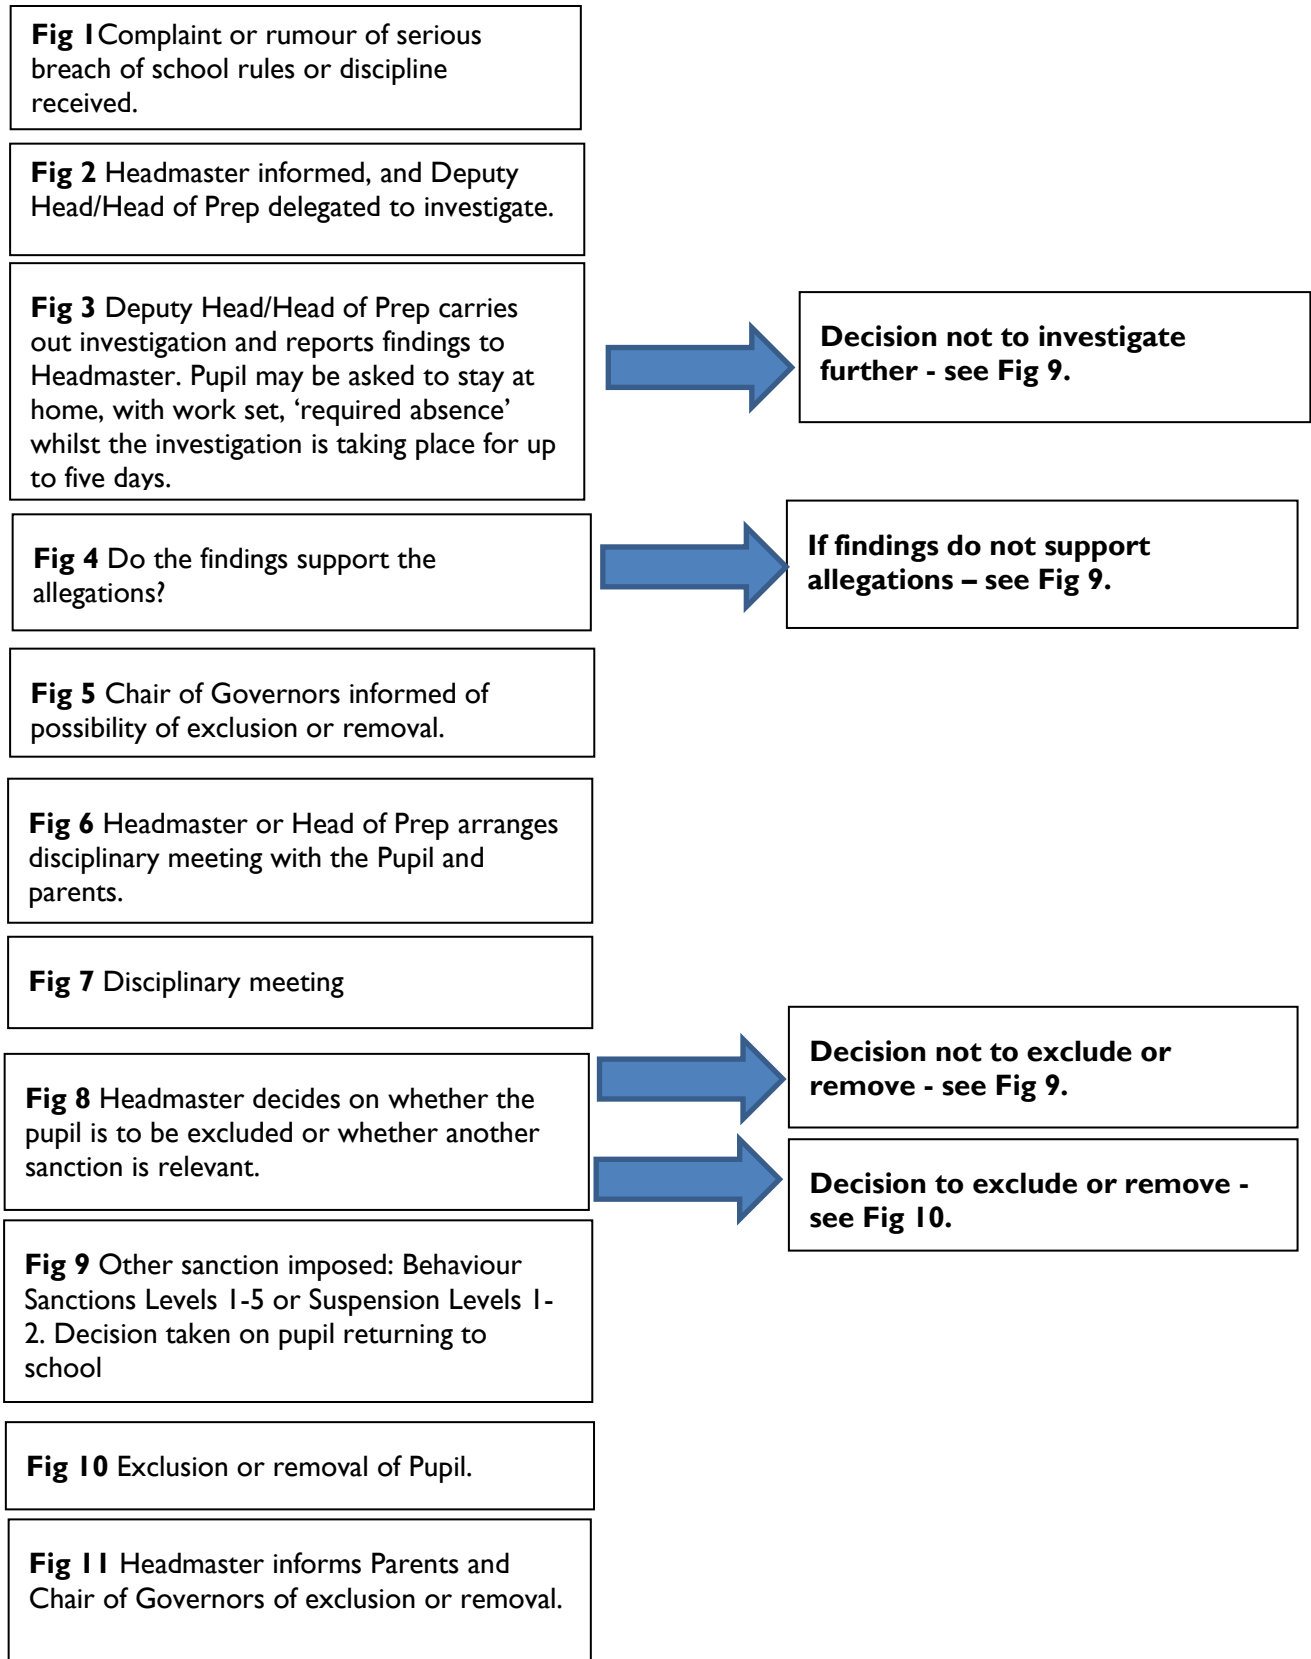 Fig 1Complaint or rumour of serious
breach of school rules or discipline
received.
Fig 2 Headmaster informed, and Deputy
Head/Head of Prep delegated to investigate.
Fig 3 Deputy Head/Head of Prep carries
out investigation and reports findings to
Headmaster. Pupil may be asked to stay at
home, with work set, ‘required absence’
whilst the investigation is taking place for up
to five days.
Decision not to investigate
further - see Fig 9.
Fig 4 Do the findings support the
allegations?
If findings do not support
allegations – see Fig 9.
Fig 5 Chair of Governors informed of
possibility of exclusion or removal.
Fig 6 Headmaster or Head of Prep arranges
disciplinary meeting with the Pupil and
parents.
Fig 7 Disciplinary meeting
Fig 8 Headmaster decides on whether the
pupil is to be excluded or whether another
sanction is relevant.
Decision not to exclude or
remove - see Fig 9.
Decision to exclude or remove -
see Fig 10.
Fig 9 Other sanction imposed: Behaviour
Sanctions Levels 1-5 or Suspension Levels 1-
2. Decision taken on pupil returning to
school
Fig 10 Exclusion or removal of Pupil.
Fig 11 Headmaster informs Parents and
Chair of Governors of exclusion or removal.